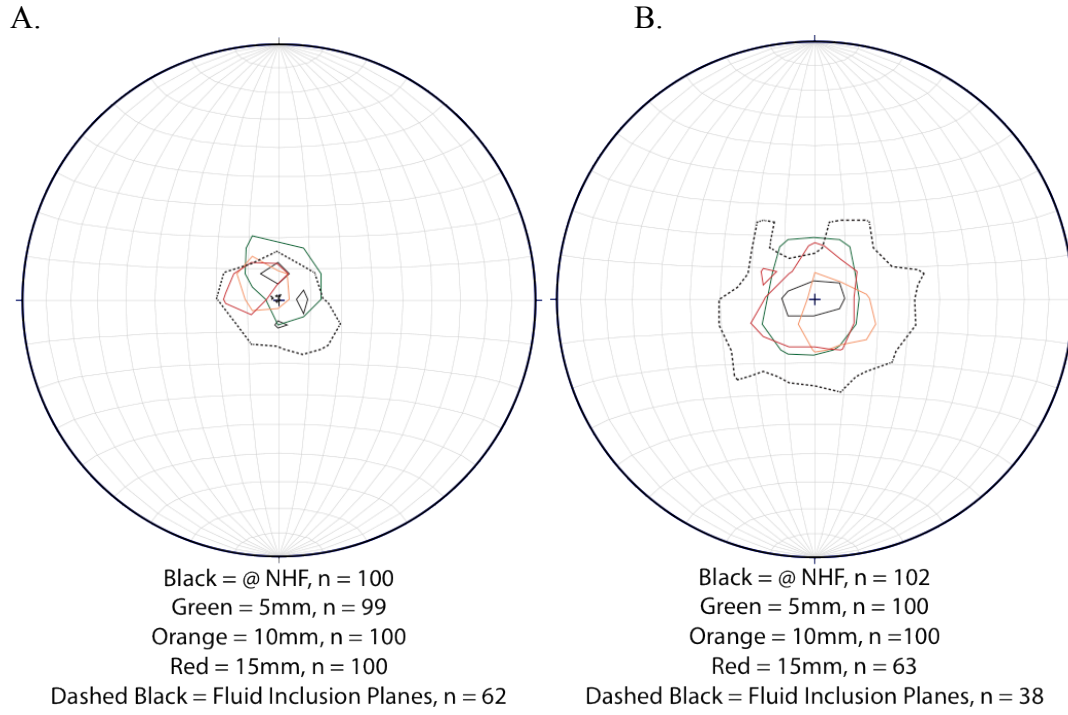 A.
B.
Black = @ NHF, n = 100
Green = 5mm, n = 99
Orange = 10mm, n = 100
Red = 15mm, n = 100
Dashed Black = Fluid Inclusion Planes, n = 62
Black = @ NHF, n = 102
Green = 5mm, n = 100
Orange = 10mm, n =100
Red = 15mm, n = 63
Dashed Black = Fluid Inclusion Planes, n = 38